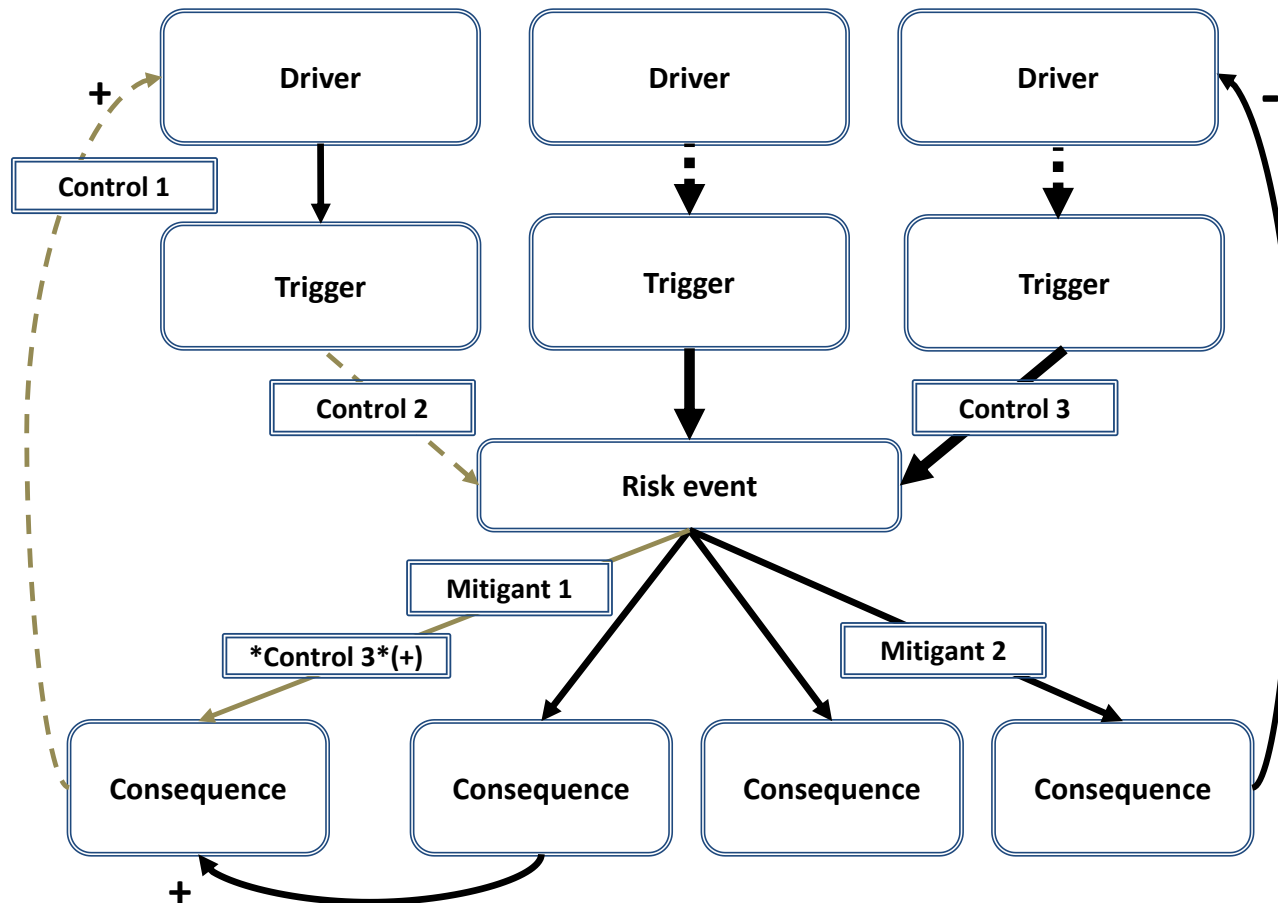 Driver
Driver
Driver
+
-
Control 1
Trigger
Trigger
Trigger
Control 2
Control 3
Risk event
Mitigant 1
*Control 3*(+)
Mitigant 2
Consequence
Consequence
Consequence
Consequence
+